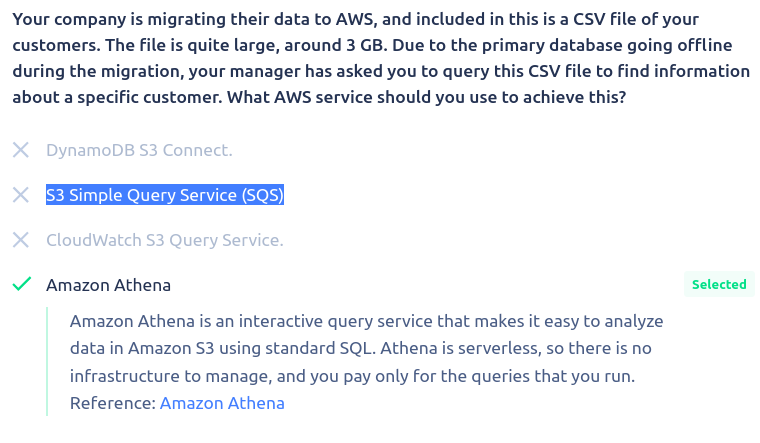 Your company is migrating their data to AWS, and included in this is a CSV file of your
customers. The file is quite large, around 3 GB. Due to the primary database going offline
during the migration, your manager has asked you to query this CSV file to find information
about a specific customer. What AWS service should you use to achieve this?
DynamoDB S3 Connect.
S3 Simple Query Service (SQS)
CloudWatch S3 Query Service.
Amazon Athena
Selected
Amazon Athena is an interactive query service that makes it easy to analyze
data in Amazon S3 using standard SQL. Athena is serverless, so there is no
infrastructure to manage, and you pay only for the queries that you run.
Reference: Amazon Athena